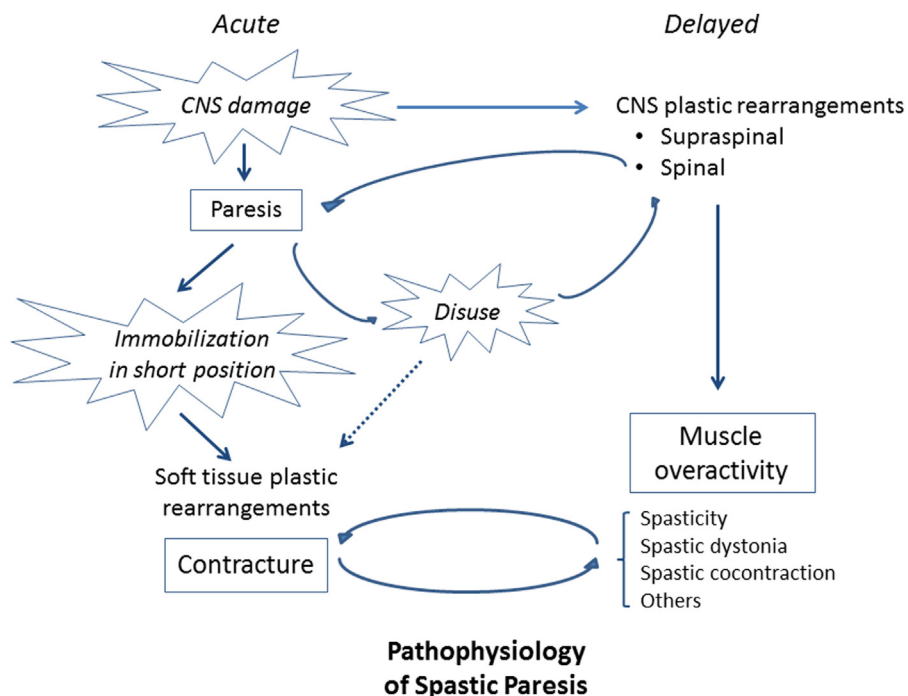 Acute
Delayed
CNS damage
CNS plastic rearrangements
• Supraspinal
• Spinal
Paresis
Disuse
Immobilization
in short position
Muscle
overactivity
Soft tissue plastic
rearrangements
Contracture
Spasticity
Spastic dystonia
Spastic cocontraction
Others
Pathophysiology
of Spastic Paresis